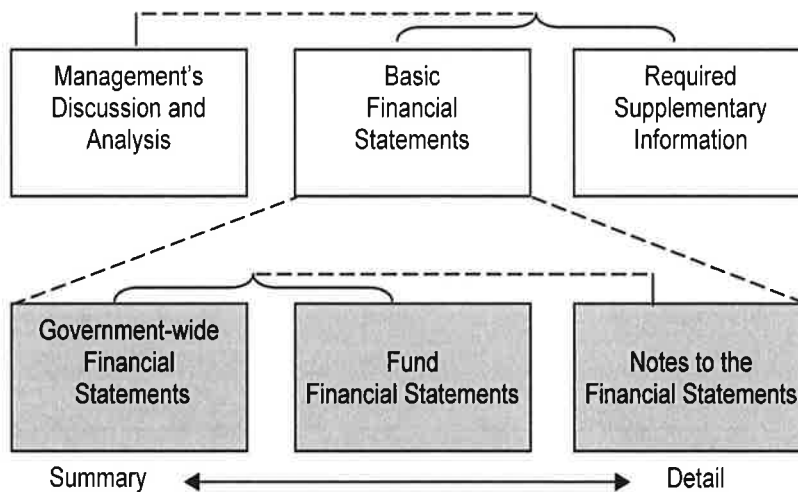 Management's
Discussion and
Analysis
Basic
Financial
Statements
Required
Supplementary
Information
Government-wide
Financial
Statements
Fund
Financial Statements
Notes to the
Financial Statements
Summary
Detail